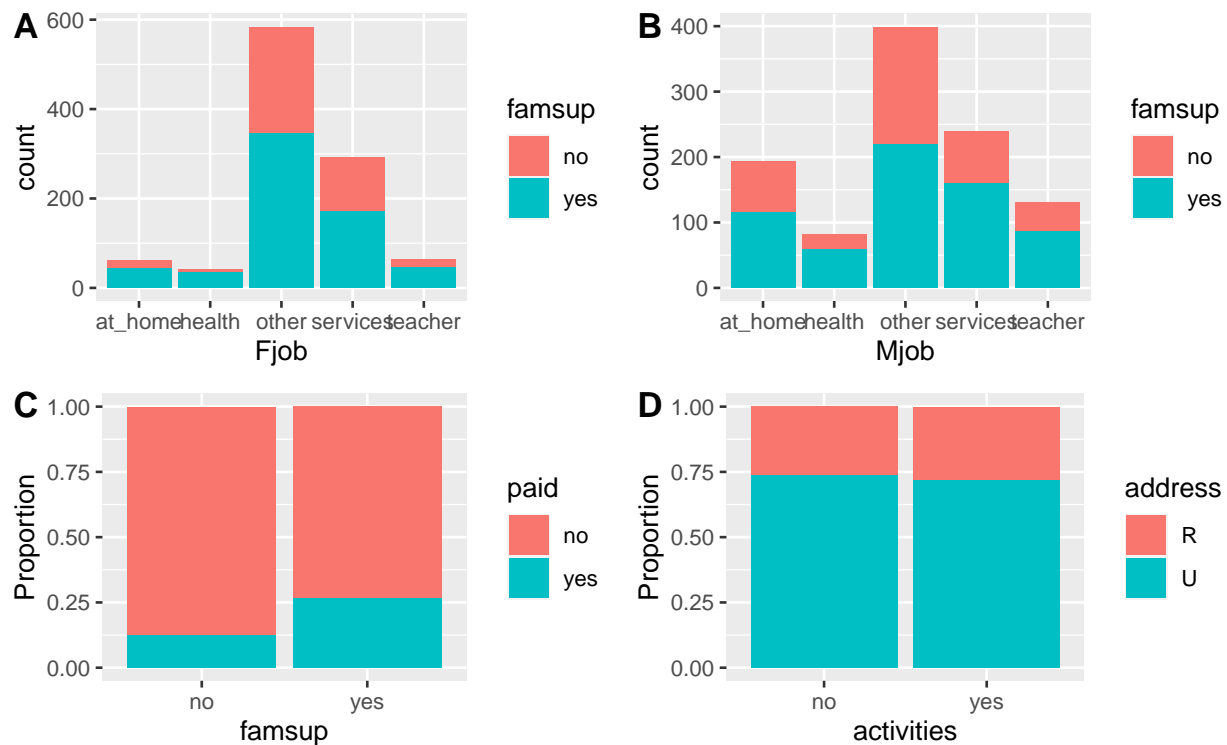 A
600
400
200
0
count
at_home health other services teacher
Fjob
famsup
no
yes
B
400
300
200
100
0
count
at_home health other services teacher
Mjob
famsup
no
yes
C
1.00
0.75
0.50
0.25
0.00
Proportion
no yes
famsup
paid
no
yes
D
1.00
0.75
0.50
0.25
0.00
Proportion
no yes
activities
address
R
U